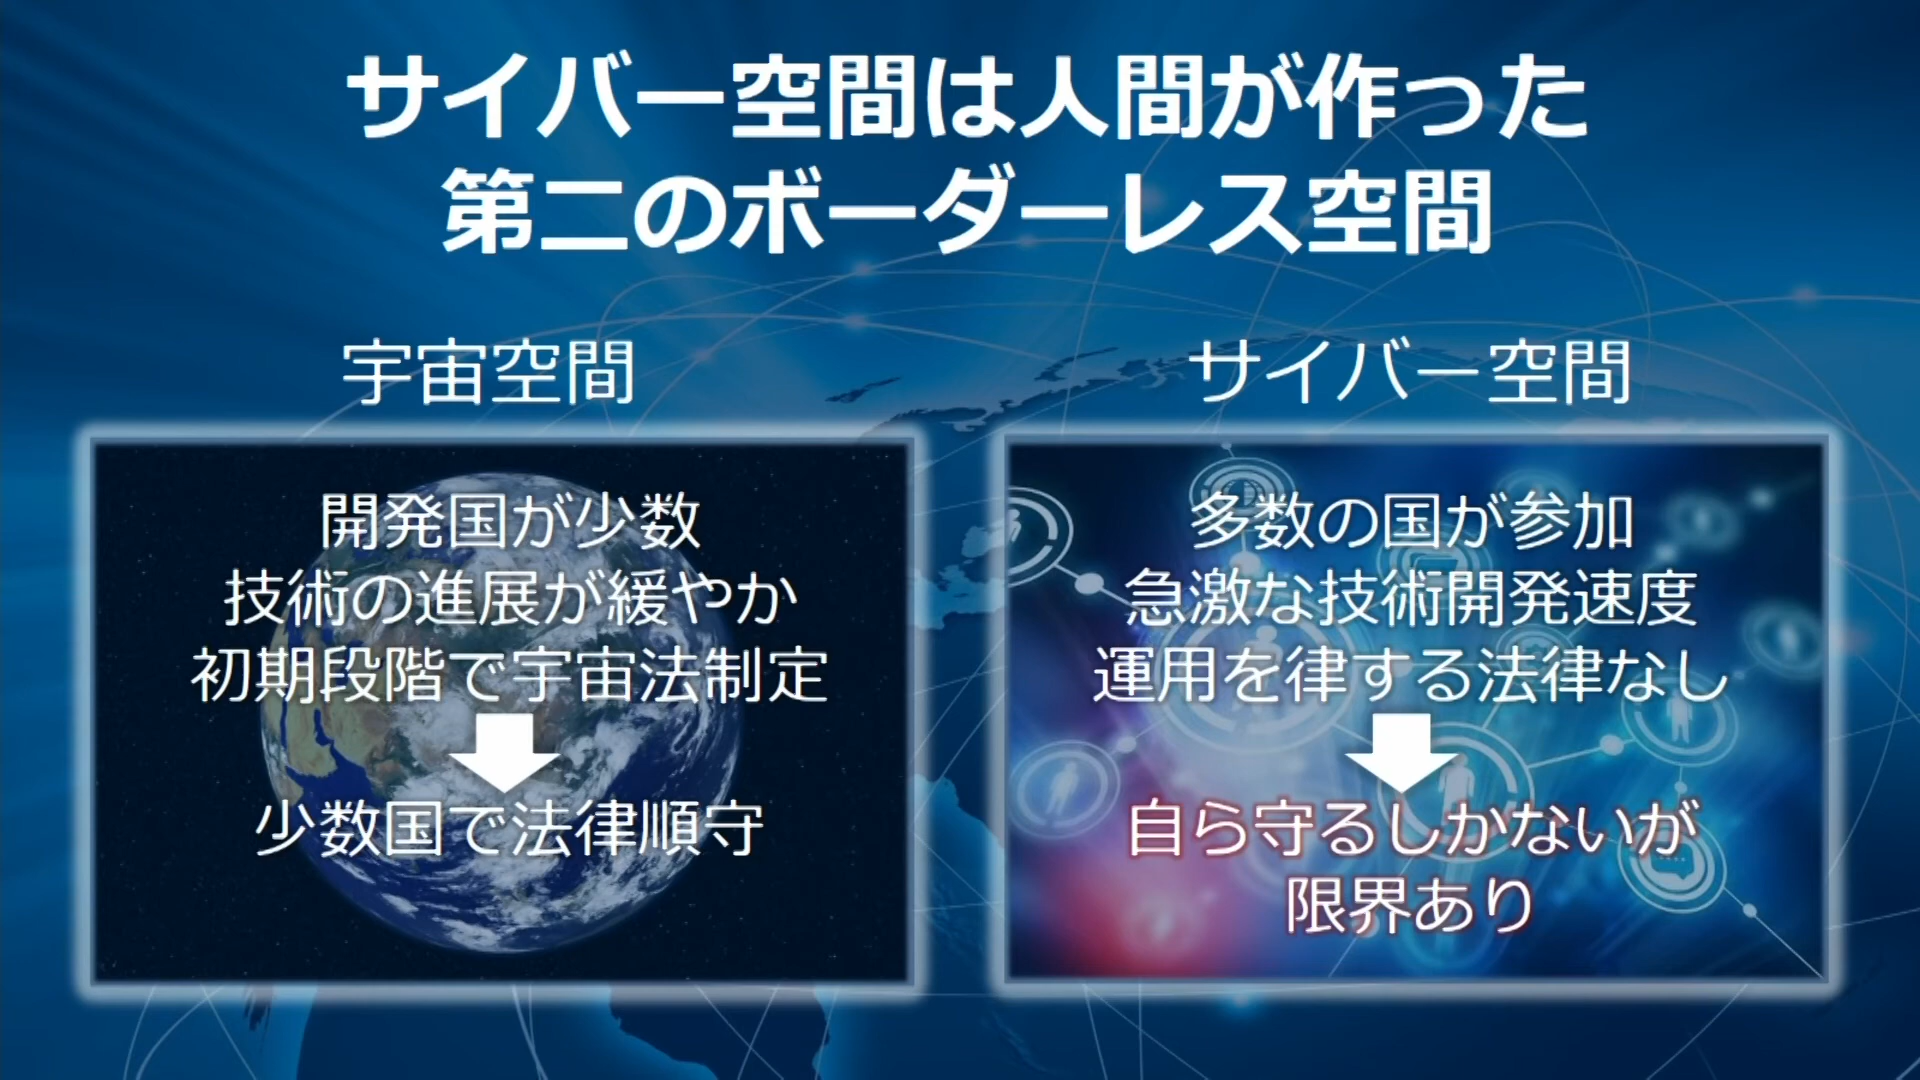 サイバー空間は人間が作った
第二のボーダーレス空間
宇宙空間
開発国が少数
技術の進展が緩やか
初期段階で宇宙法制定
少数国で法律順守
サイバー空間
多数の国が参加
急激な技術開発速度
運用を律する法律なし
自ら守るしかないが
限界あり